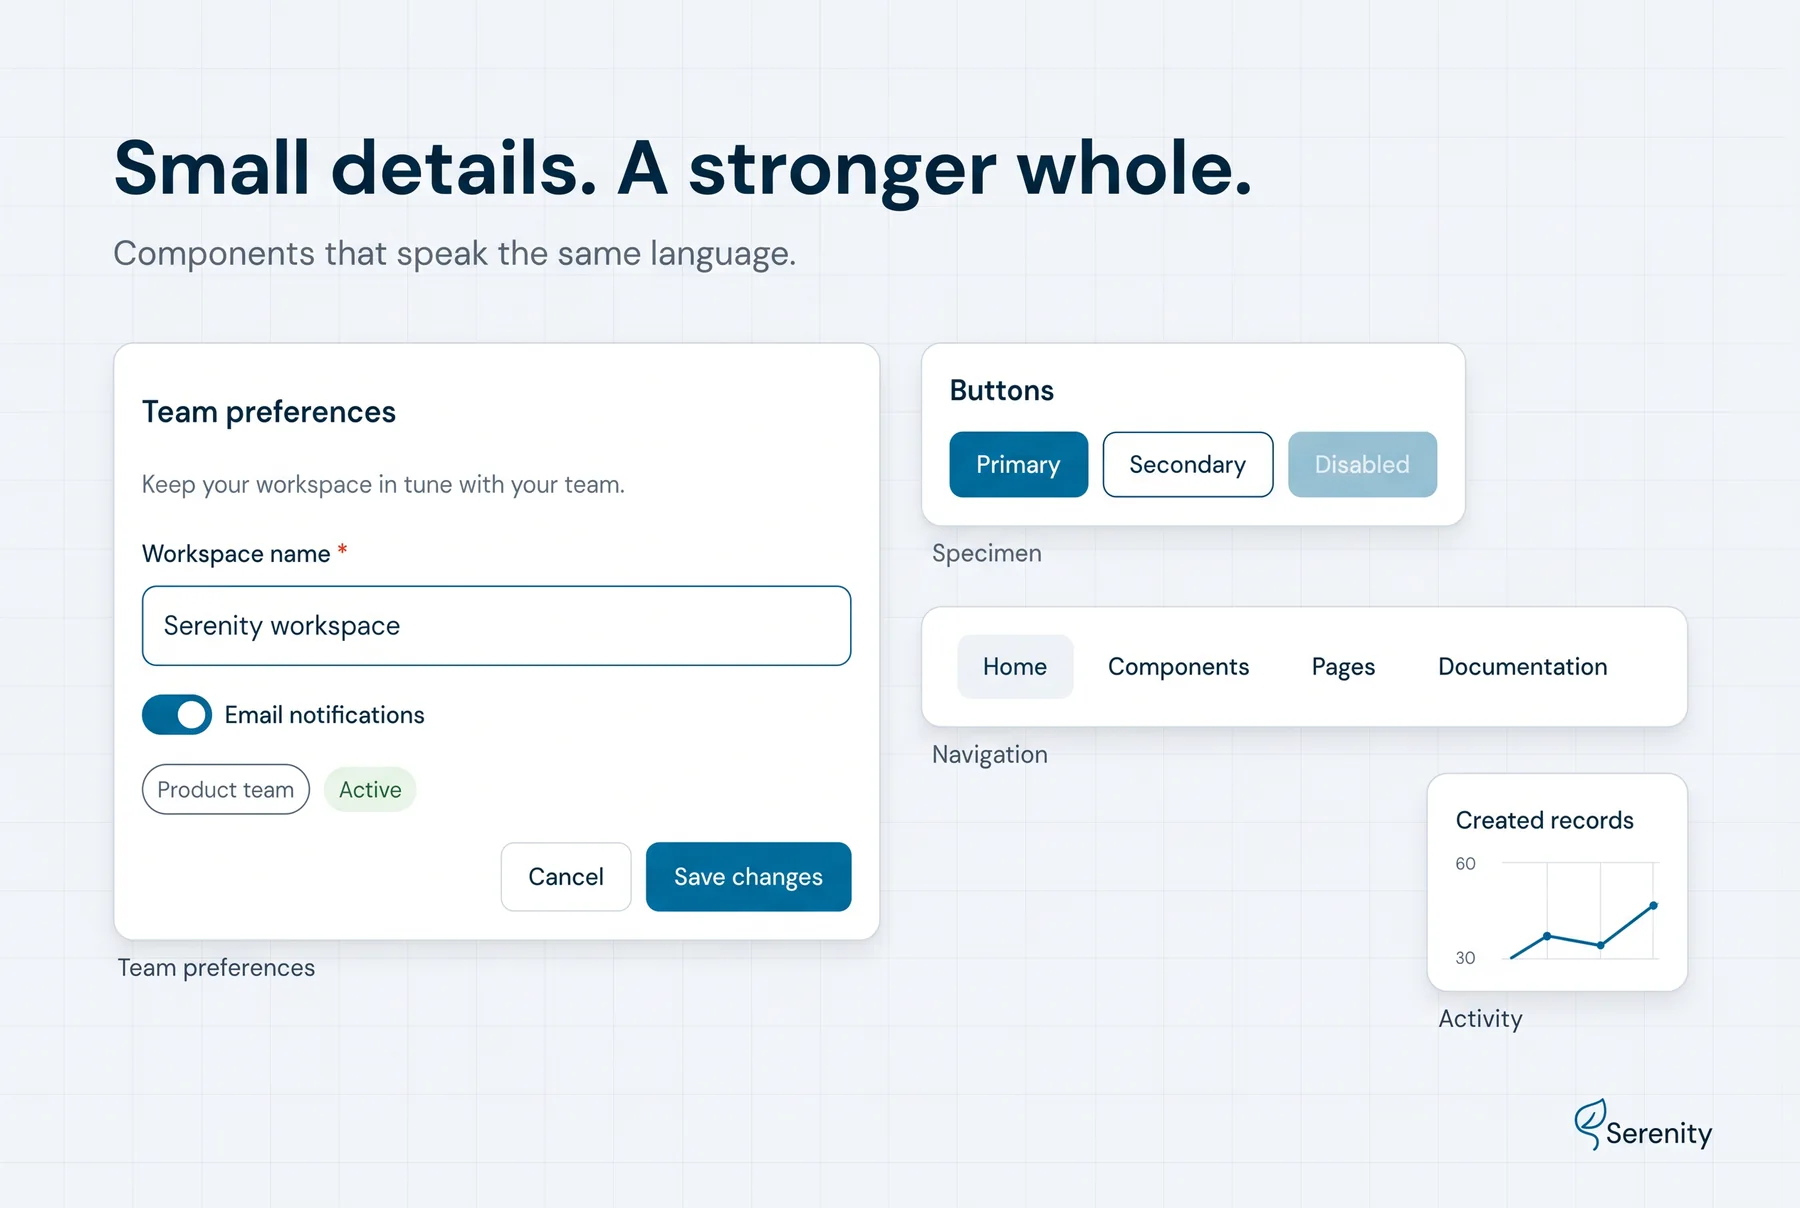 Small details. A stronger whole.
Components that speak the same language.
Team preferences
Keep your workspace in tune with your team.
Workspace name *
Serenity workspace
Email notifications
Product team
Active
Cancel
Save changes
Team preferences
Buttons
Primary
Secondary
Disabled
Specimen
Home
Components
Pages
Documentation
Navigation
Created records
60
30
Activity
Serenity